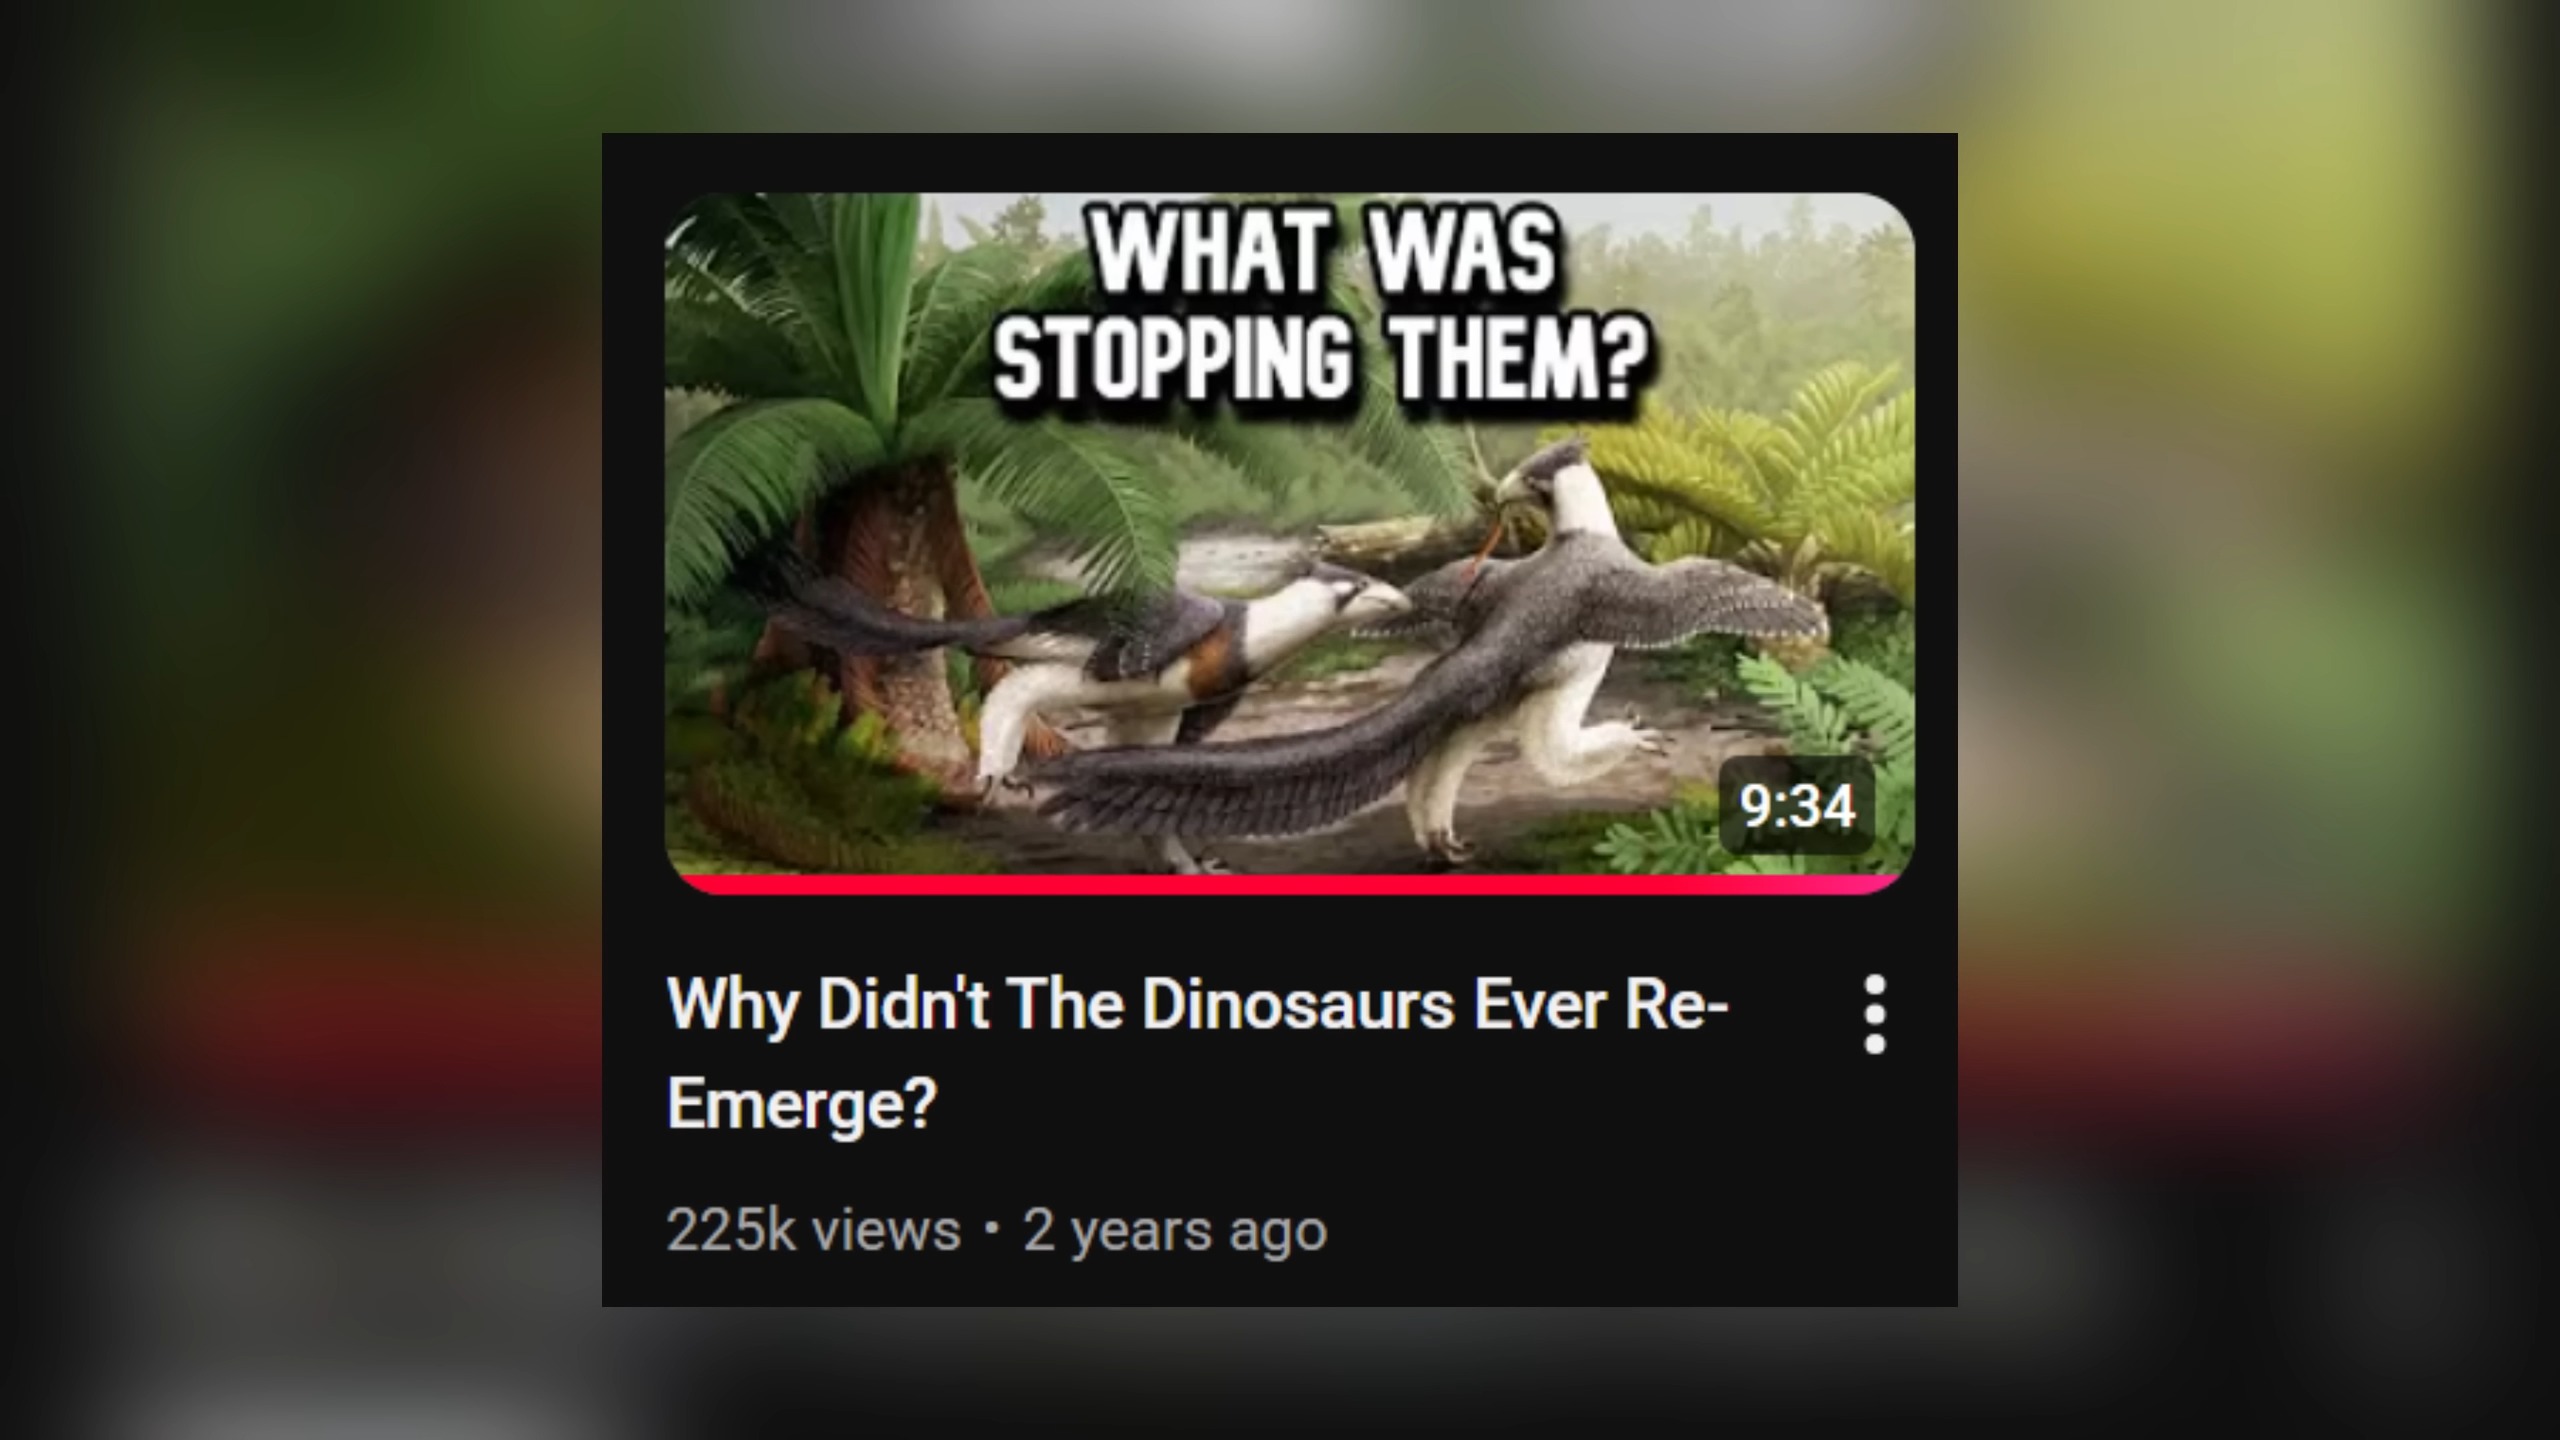 WHAT WAS
STOPPING THEM?
9:34
Why Didn't The Dinosaurs Ever Re-
Emerge?
225k views • 2 years ago